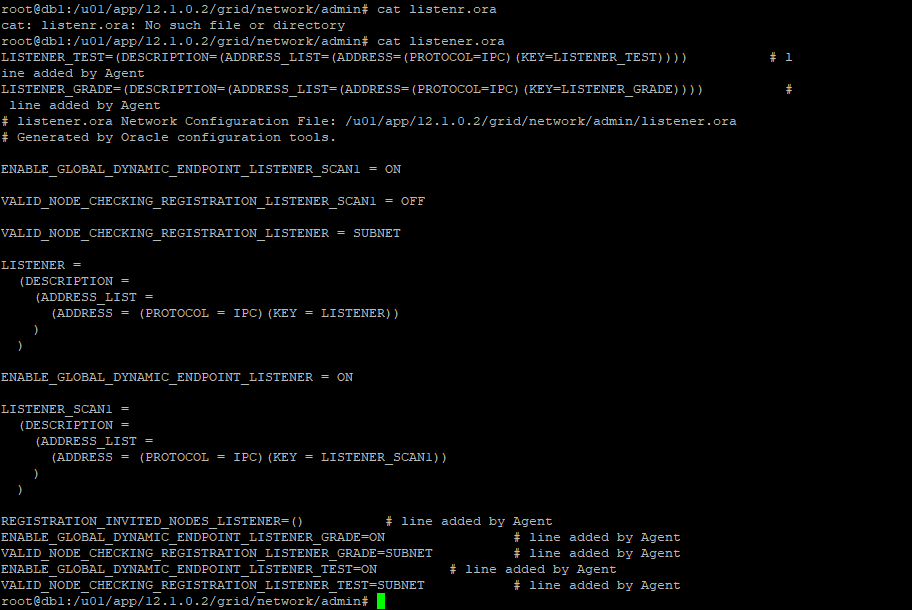 root@db1:/u01/app/12.1.0.2/grid/network/admin# cat listenr.ora
cat: listenr.ora: No such file or directory
root@db1:/u01/app/12.1.0.2/grid/network/admin# cat listener.ora
LISTENER_TEST=(DESCRIPTION=(ADDRESS_LIST=(ADDRESS=(PROTOCOL=IPC)(KEY=LISTENER_TEST))))          # l
ine added by Agent
LISTENER_GRADE=(DESCRIPTION=(ADDRESS_LIST=(ADDRESS=(PROTOCOL=IPC)(KEY=LISTENER_GRADE))))          #
 line added by Agent
# listener.ora Network Configuration File: /u01/app/12.1.0.2/grid/network/admin/listener.ora
# Generated by Oracle configuration tools.

ENABLE_GLOBAL_DYNAMIC_ENDPOINT_LISTENER_SCAN1 = ON

VALID_NODE_CHECKING_REGISTRATION_LISTENER_SCAN1 = OFF

VALID_NODE_CHECKING_REGISTRATION_LISTENER = SUBNET

LISTENER =
  (DESCRIPTION =
    (ADDRESS_LIST =
      (ADDRESS = (PROTOCOL = IPC)(KEY = LISTENER))
    )
  )

ENABLE_GLOBAL_DYNAMIC_ENDPOINT_LISTENER = ON

LISTENER_SCAN1 =
  (DESCRIPTION =
    (ADDRESS_LIST =
      (ADDRESS = (PROTOCOL = IPC)(KEY = LISTENER_SCAN1))
    )
  )

REGISTRATION_INVITED_NODES_LISTENER=()          # line added by Agent
ENABLE_GLOBAL_DYNAMIC_ENDPOINT_LISTENER_GRADE=ON                # line added by Agent
VALID_NODE_CHECKING_REGISTRATION_LISTENER_GRADE=SUBNET          # line added by Agent
ENABLE_GLOBAL_DYNAMIC_ENDPOINT_LISTENER_TEST=ON         # line added by Agent
VALID_NODE_CHECKING_REGISTRATION_LISTENER_TEST=SUBNET           # line added by Agent
root@db1:/u01/app/12.1.0.2/grid/network/admin#